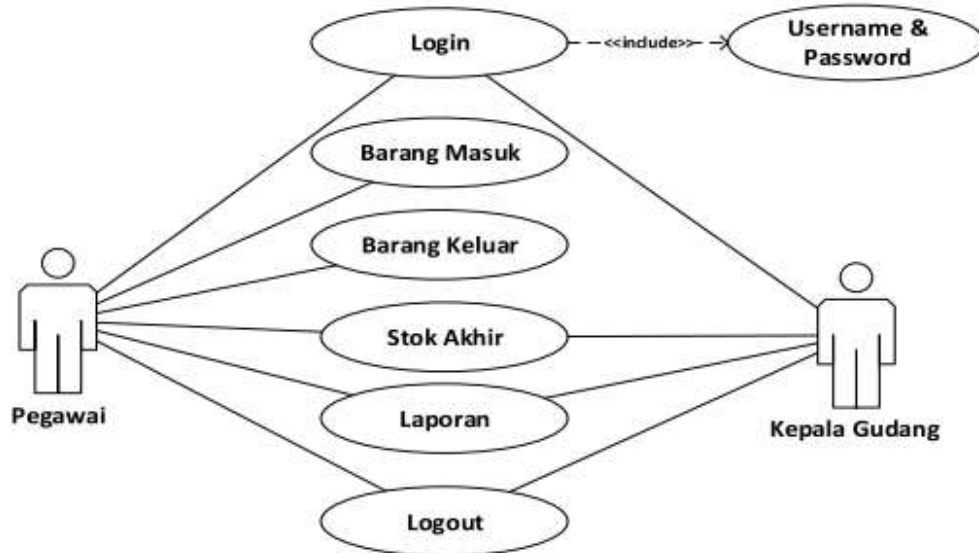 Login
<<include>>
Username &
Password
Barang Masuk
Barang Keluar
Stok Akhir
Laporan
Logout
Pegawai
Kepala Gudang